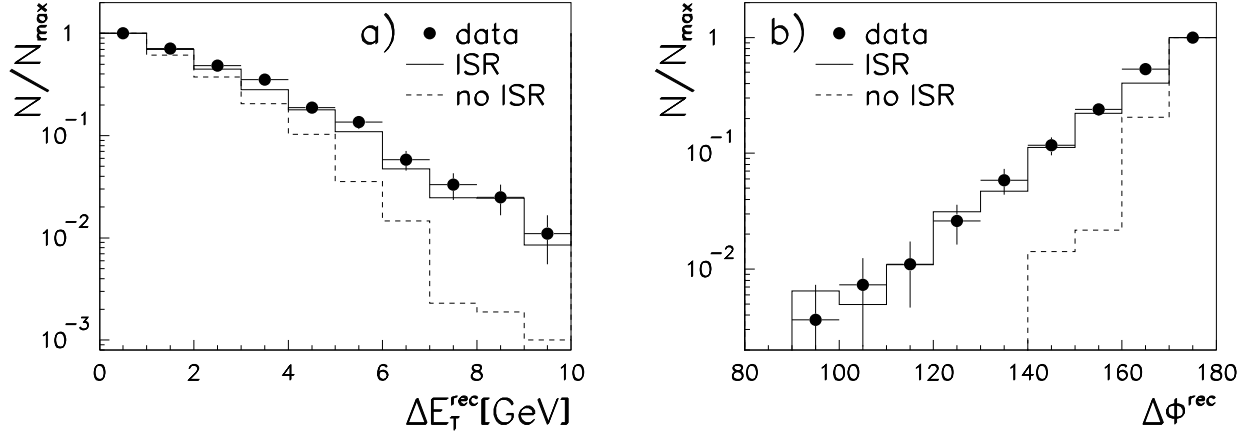 N/N_max
1
10^-1
10^-2
10^-3
a)
data
ISR
no ISR
0 2 4 6 8 10
ΔE_T^rec [GeV]
N/N_max
1
10^-1
10^-2
b)
data
ISR
no ISR
80 100 120 140 160 180
ΔΦ^rec